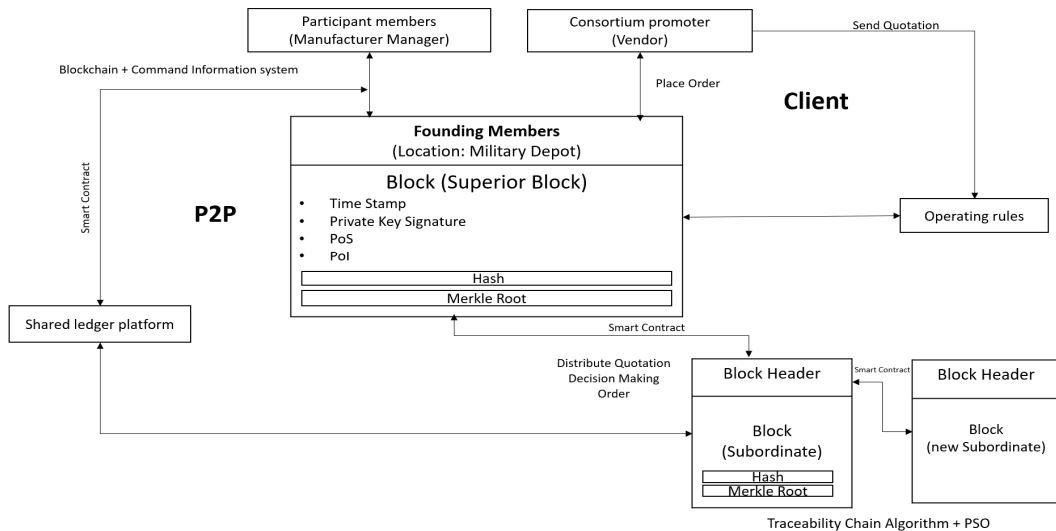 Participant members
(Manufacturer Manager)
Consortium promoter
(Vendor)
Send Quotation
Blockchain + Command Information system
Place Order
Client
Founding Members
(Location: Military Depot)
Block (Superior Block)
• Time Stamp
• Private Key Signature
• PoS
• PoI
Hash
Merkle Root
P2P
Smart Contract
Operating rules
Shared ledger platform
Smart Contract
Distribute Quotation
Decision Making
Order
Block Header
Block
(Subordinate)
Hash
Merkle Root
Smart Contract
Block Header
Block
(new Subordinate)
Traceability Chain Algorithm + PSO